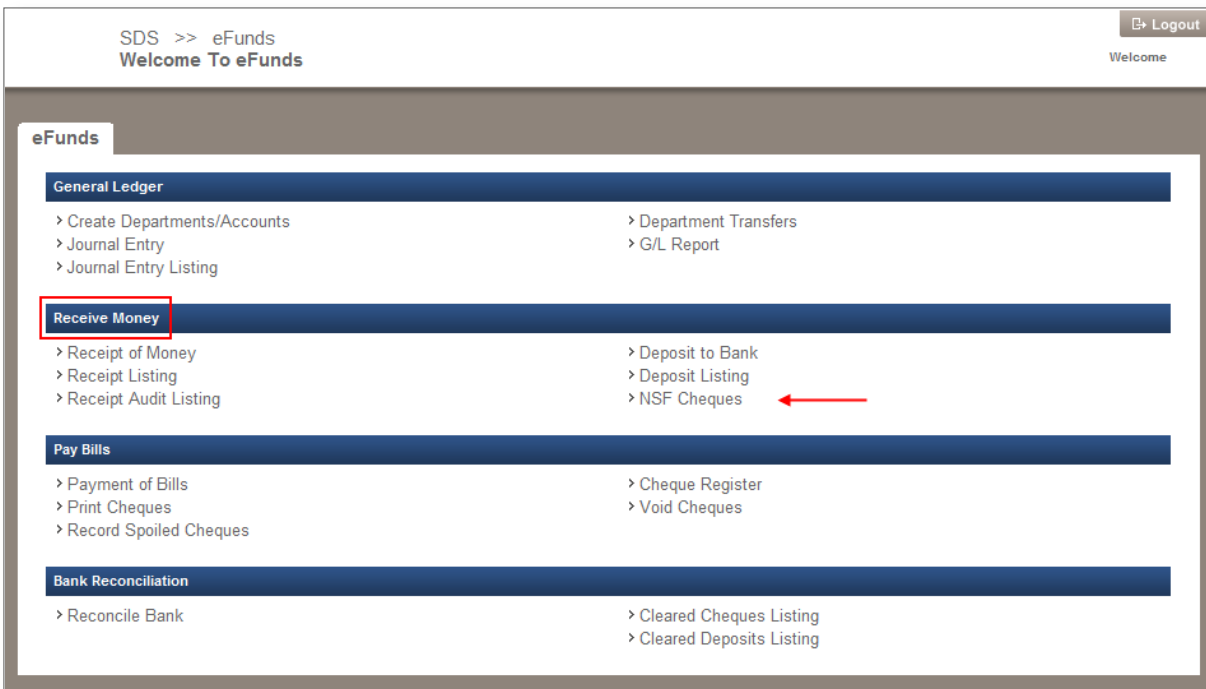 SDS >> eFunds
Welcome To eFunds
Logout
Welcome
eFunds
General Ledger
> Create Departments/Accounts
> Journal Entry
> Journal Entry Listing
> Department Transfers
> G/L Report
Receive Money
> Receipt of Money
> Receipt Listing
> Receipt Audit Listing
> Deposit to Bank
> Deposit Listing
> NSF Cheques
Pay Bills
> Payment of Bills
> Print Cheques
> Record Spoiled Cheques
> Cheque Register
> Void Cheques
Bank Reconciliation
> Reconcile Bank
> Cleared Cheques Listing
> Cleared Deposits Listing